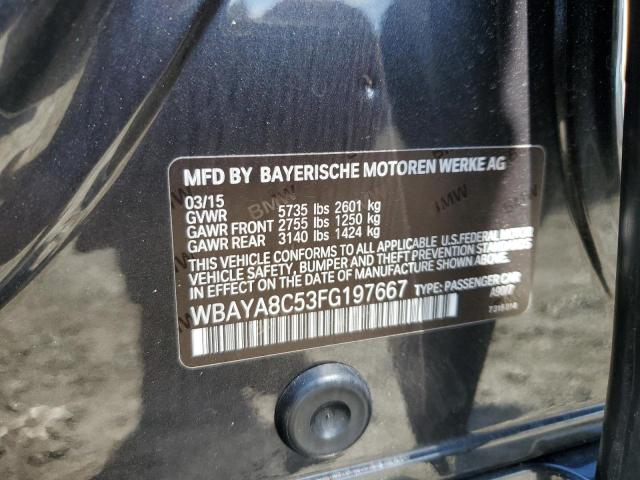 MFD BY BAYERISCHE MOTOREN WERKE AG
03/15
GVWR 5735 lbs 2601 kg
GAWR FRONT 2755 lbs 1250 kg
GAWR REAR 3140 lbs 1424 kg
THIS VEHICLE CONFORMS TO ALL APPLICABLE U.S. FEDERAL MOTOR
VEHICLE SAFETY, BUMPER AND THEFT PREVENTION STANDARDS
IN EFFECT ON THE DATE OF MANUFACTURE SHOWN ABOVE.
WBAYA8C53FG197667 TYPE: PASSENGER CAR
BMW
BMW